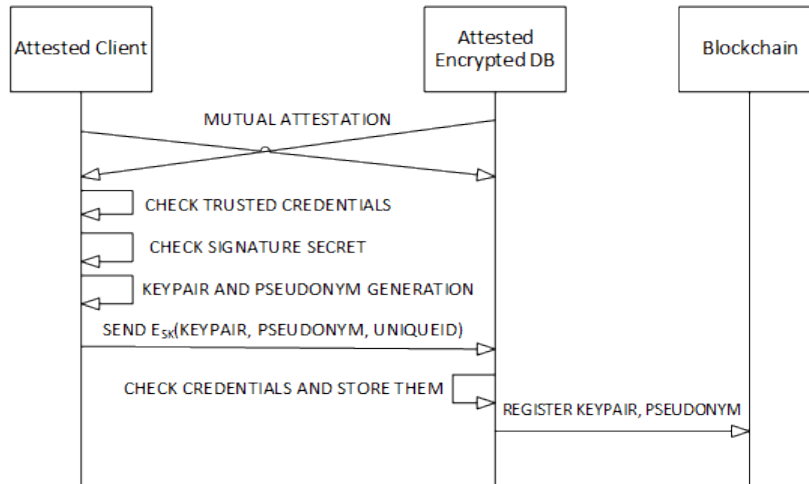 Attested Client
Attested
Encrypted DB
Blockchain
MUTUAL ATTESTATION
CHECK TRUSTED CREDENTIALS
CHECK SIGNATURE SECRET
KEYPAIR AND PSEUDONYM GENERATION
SEND E_SK(KEYPAIR, PSEUDONYM, UNIQUEID)
CHECK CREDENTIALS AND STORE THEM
REGISTER KEYPAIR, PSEUDONYM